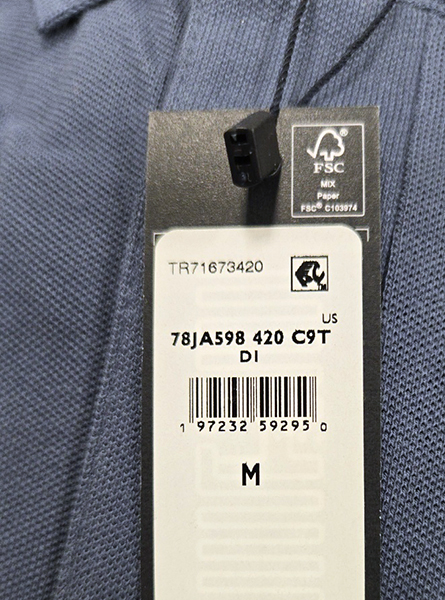 FSC®
MIX
Paper
FSC® C103974
TR71673420
US
78JA598 420 C9T
DI
1 97232 59295 0
M